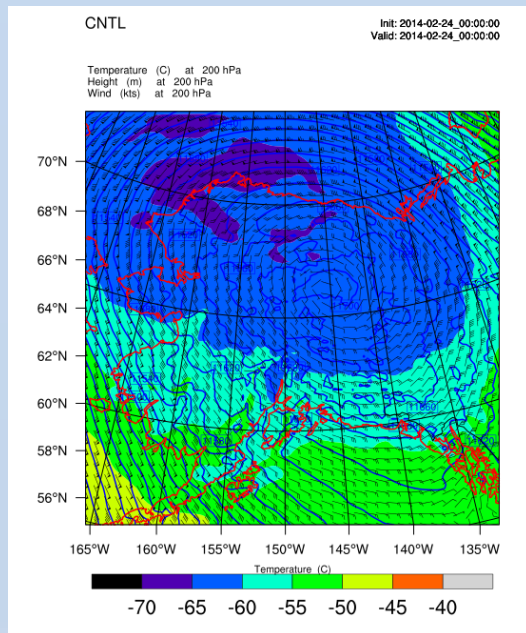 CNTL
Init: 2014-02-24_00:00:00
Valid: 2014-02-24_00:00:00
Temperature (C) at 200 hPa
Height (m) at 200 hPa
Wind (kts) at 200 hPa
70°N
68°N
66°N
64°N
62°N
60°N
58°N
56°N
165°W 160°W 155°W 150°W 145°W 140°W 135°W
Temperature (C)
-70 -65 -60 -55 -50 -45 -40